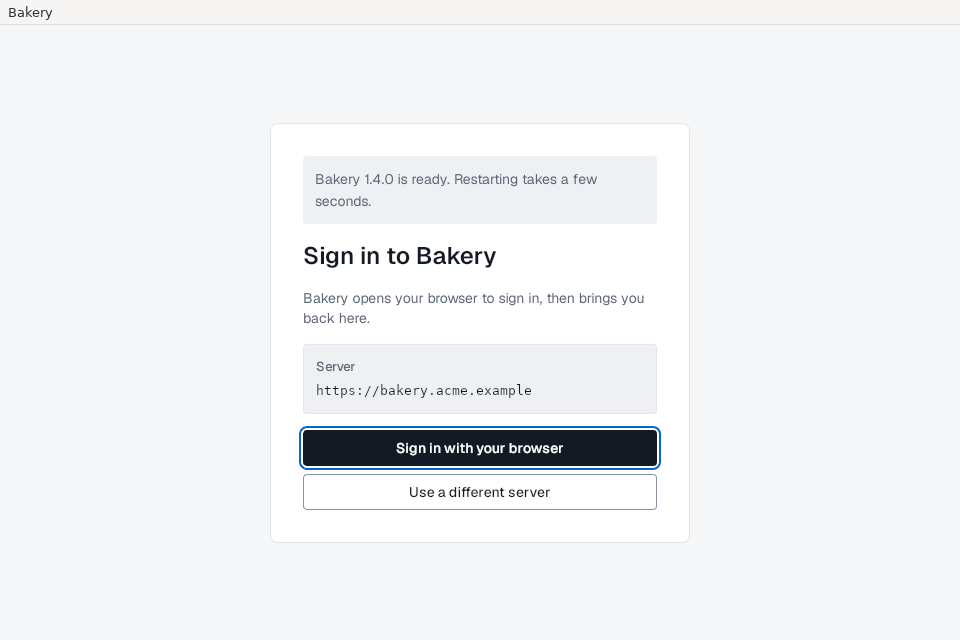 Bakery
Bakery 1.4.0 is ready. Restarting takes a few
seconds.
Sign in to Bakery
Bakery opens your browser to sign in, then brings you
back here.
Server
https://bakery.acme.example
Sign in with your browser
Use a different server